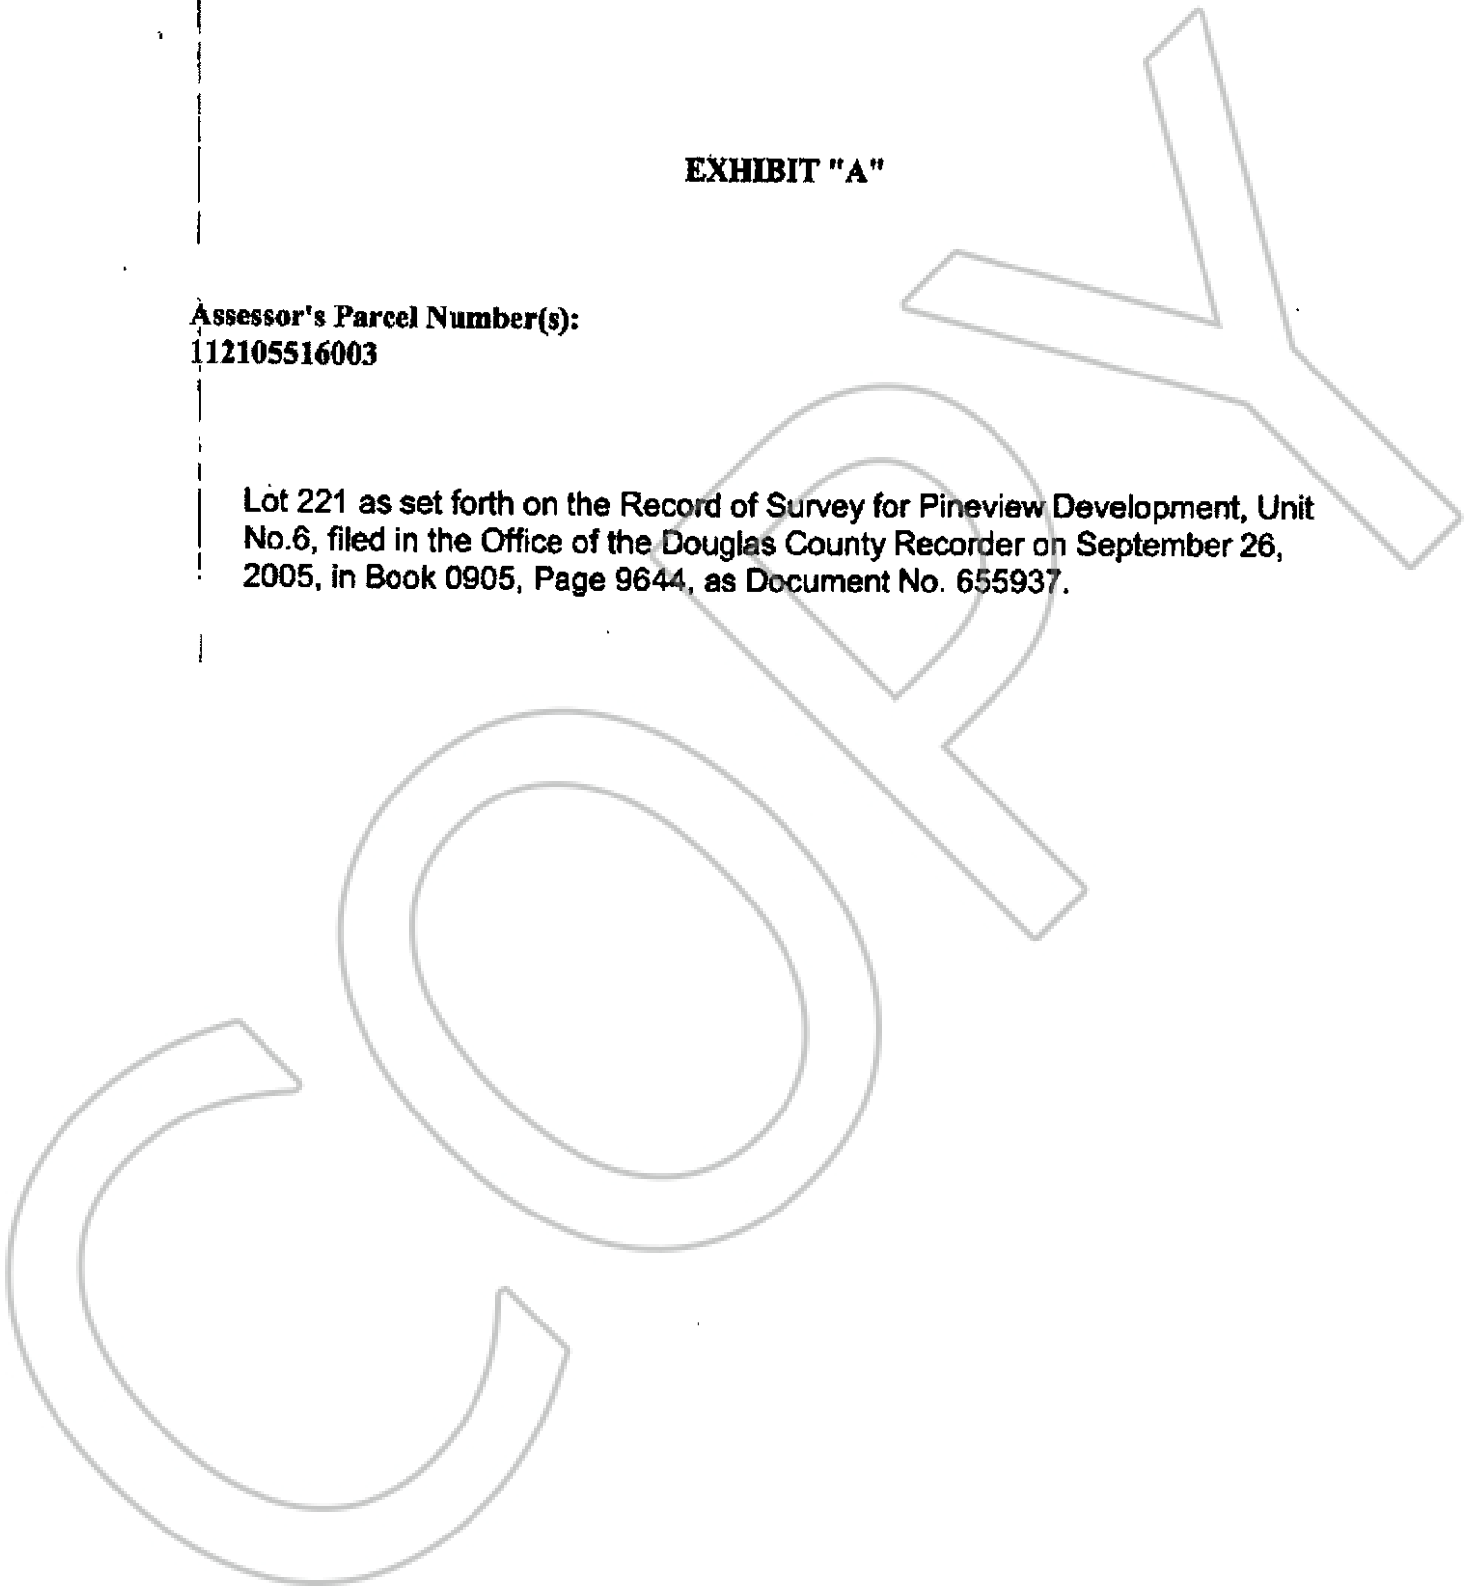 EXHIBIT "A"
Assessor's Parcel Number(s):
112105516003
Lot 221 as set forth on the Record of Survey for Pineview Development, Unit
No.6, filed in the Office of the Douglas County Recorder on September 26,
2005, in Book 0905, Page 9644, as Document No. 655937.
COPY